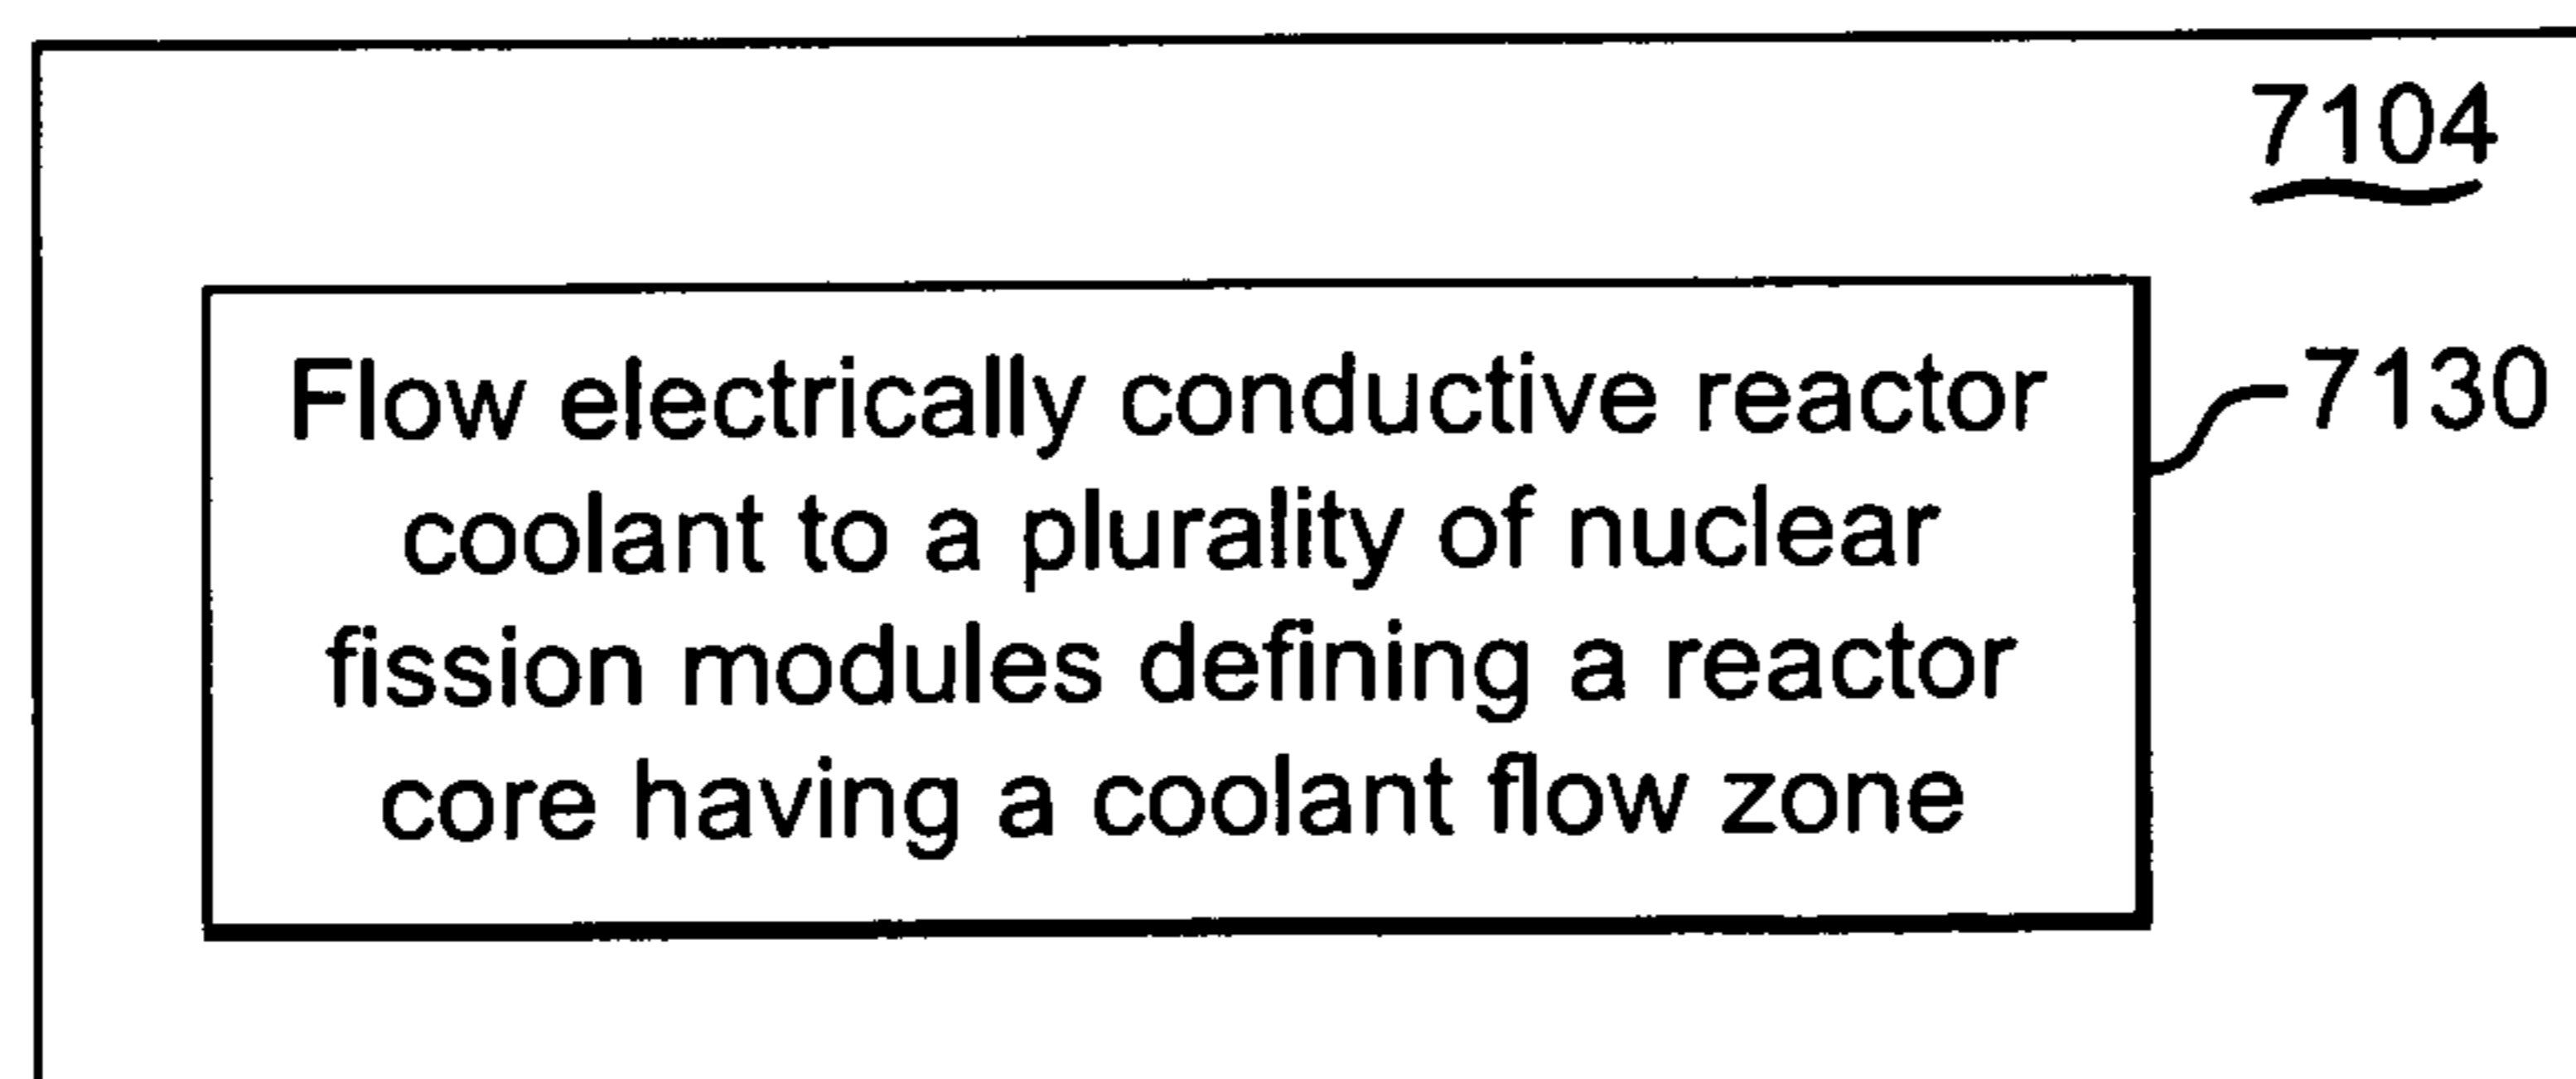 7104
Flow electrically conductive reactor
7130
coolant to a plurality of nuclear
fission modules defining a reactor
core having a coolant flow zone